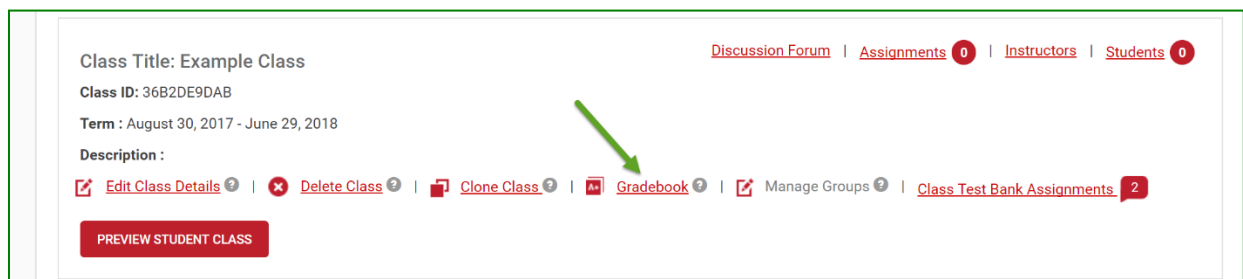 Discussion Forum | Assignments 0 | Instructors | Students 0
Class Title: Example Class
Class ID: 36B2DE9DAB
Term : August 30, 2017 - June 29, 2018
Description :
Edit Class Details ? | Delete Class ? | Clone Class ? | A+ Gradebook ? | Manage Groups ? | Class Test Bank Assignments 2
PREVIEW STUDENT CLASS